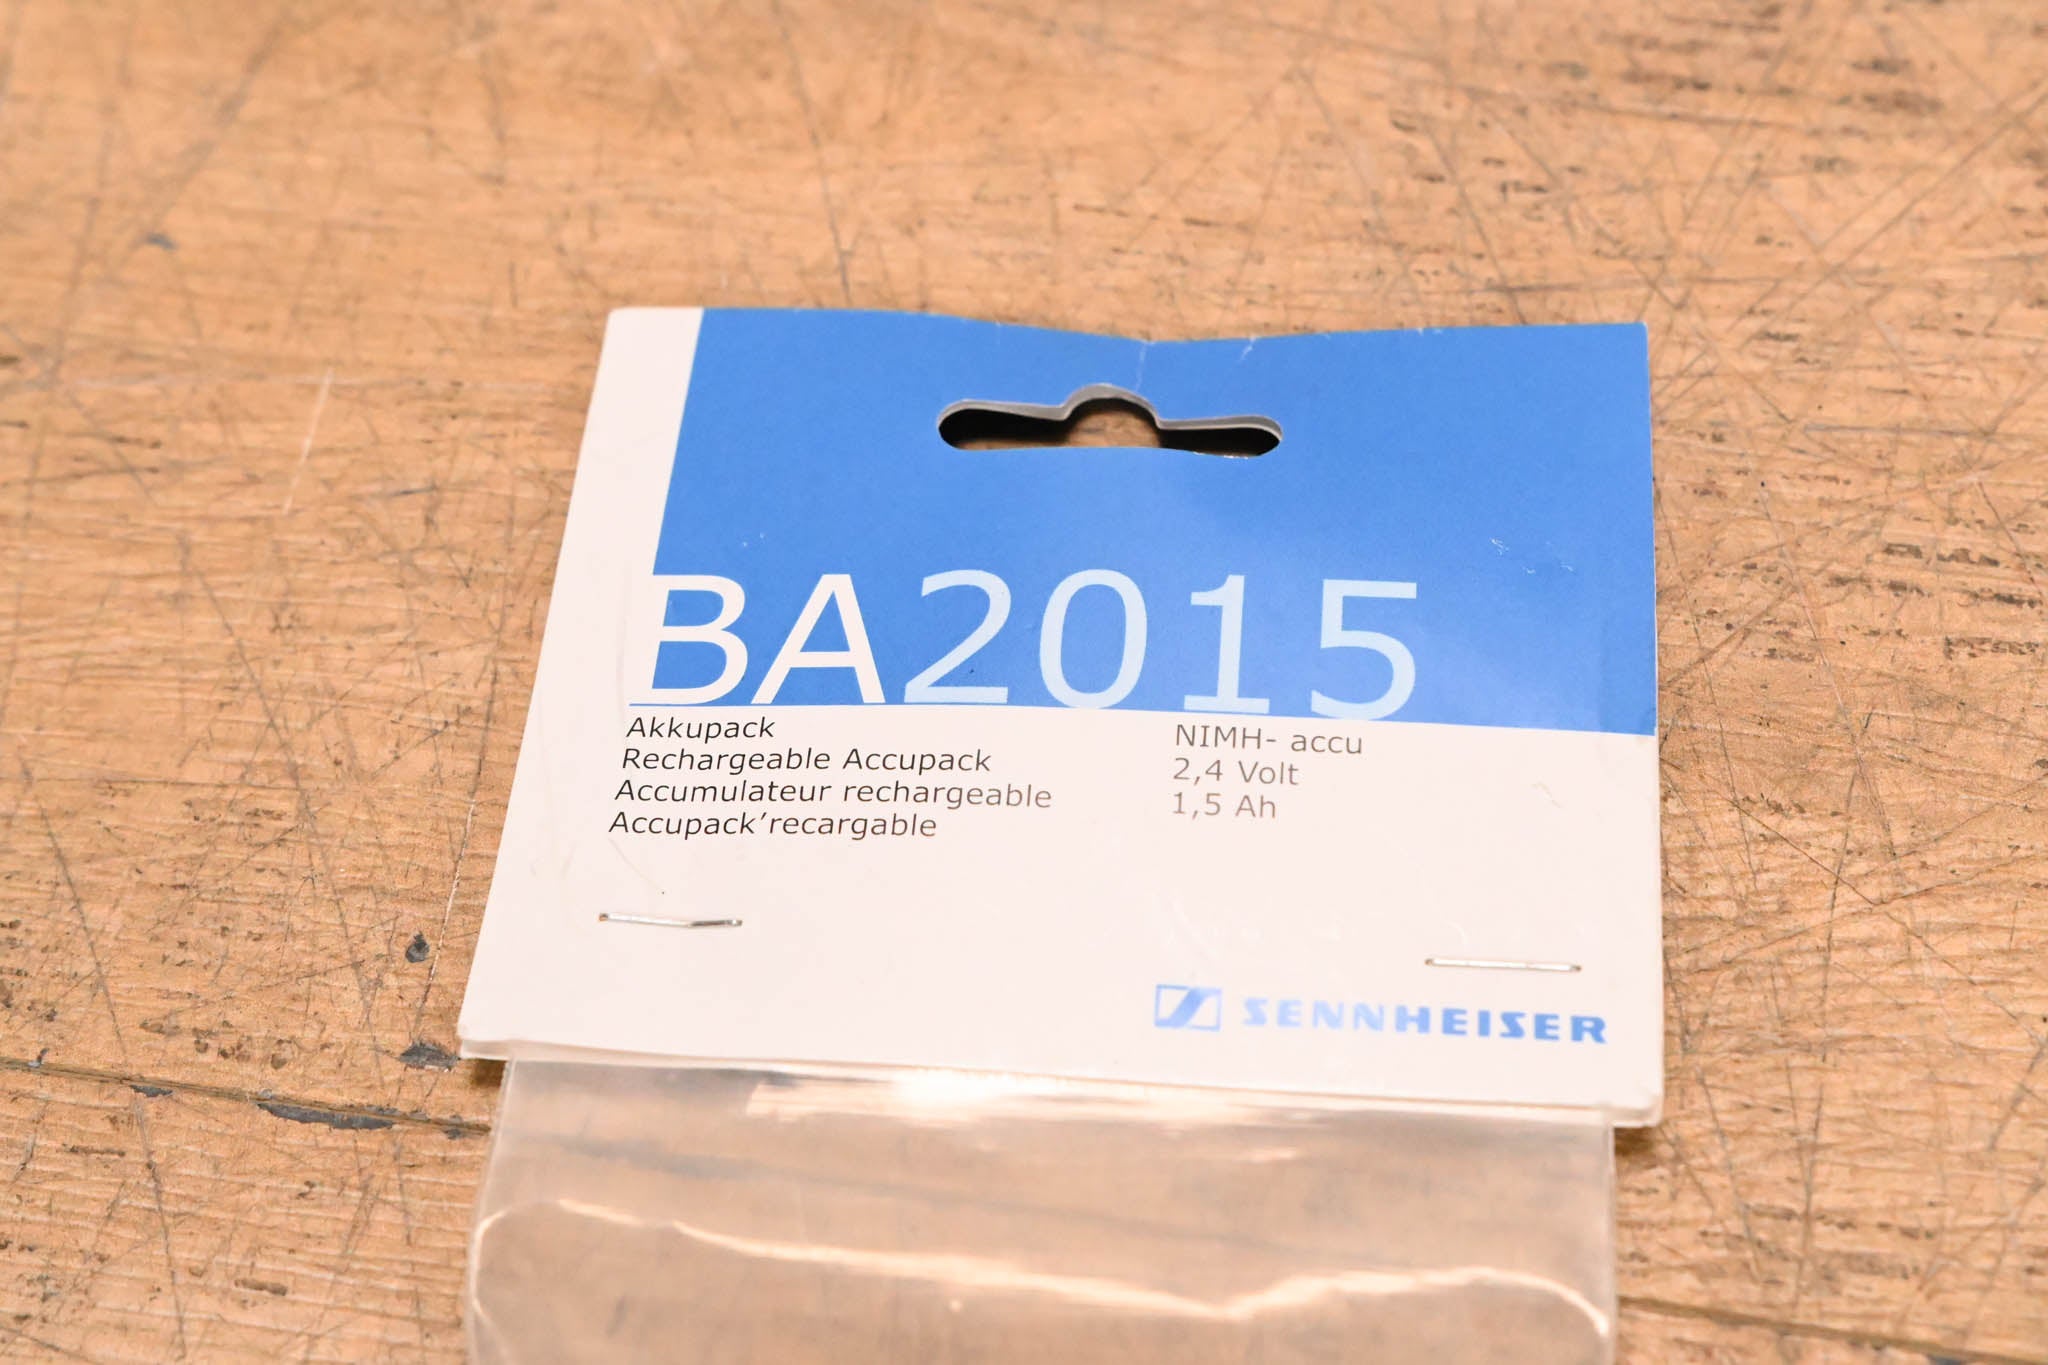 BA2015
Akkupack
Rechargeable Accupack
Accumulateur rechargeable
Accupack'recargable
NIMH- accu
2,4 Volt
1,5 Ah
SENNHEISER